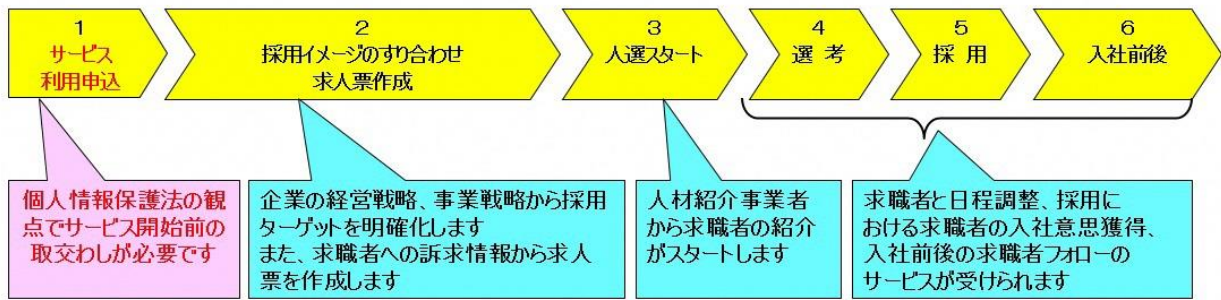 1
サービス
利用申込
2
採用イメージのすり合わせ
求人票作成
3
人選スタート
4
選 考
5
採 用
6
入社前後
個人情報保護法の観
点でサービス開始前の
取交わしが必要です
企業の経営戦略、事業戦略から採用
ターゲットを明確化します
また、求職者への訴求情報から求人
票を作成します
人材紹介事業者
から求職者の紹介
がスタートします
求職者と日程調整、採用に
おける求職者の入社意思獲得、
入社前後の求職者フォローの
サービスが受けられます